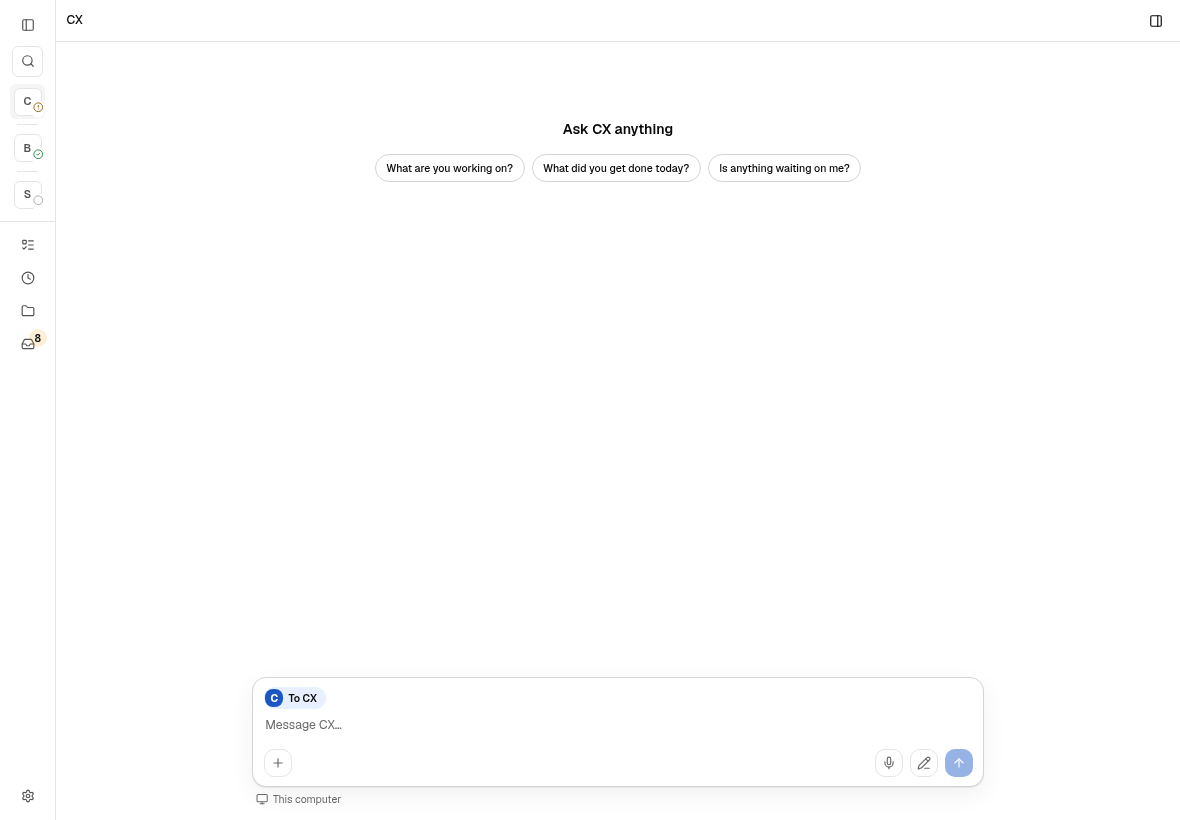 CX
C
B
S
8
Ask CX anything
What are you working on?
What did you get done today?
Is anything waiting on me?
C To CX
Message CX...
This computer